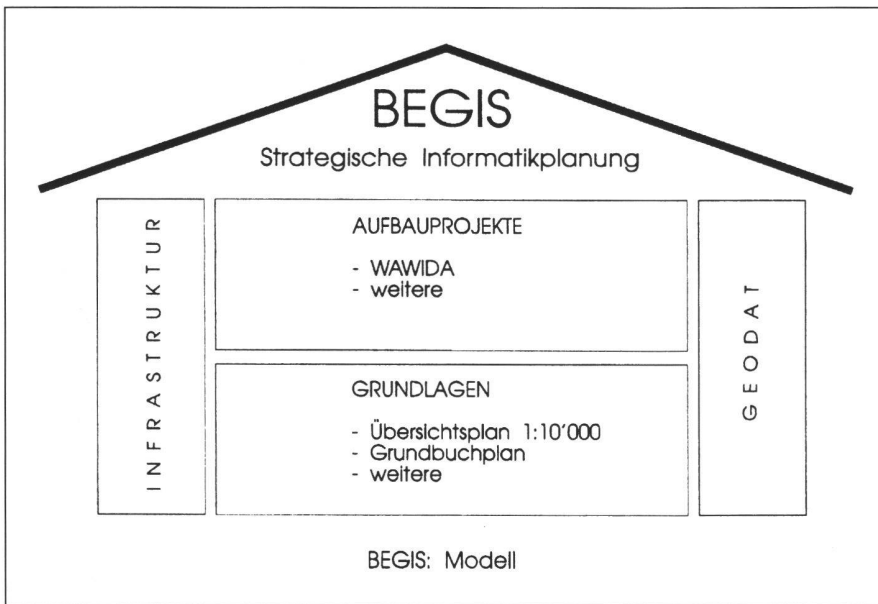 BEGIS
Strategische Informatikplanung
INFRASTRUKTUR
AUFBAUPROJEKTE
- WAWIDA
- weitere
GRUNDLAGEN
- Übersichtsplan 1:10'000
- Grundbuchplan
- weitere
GEODAT
BEGIS: Modell